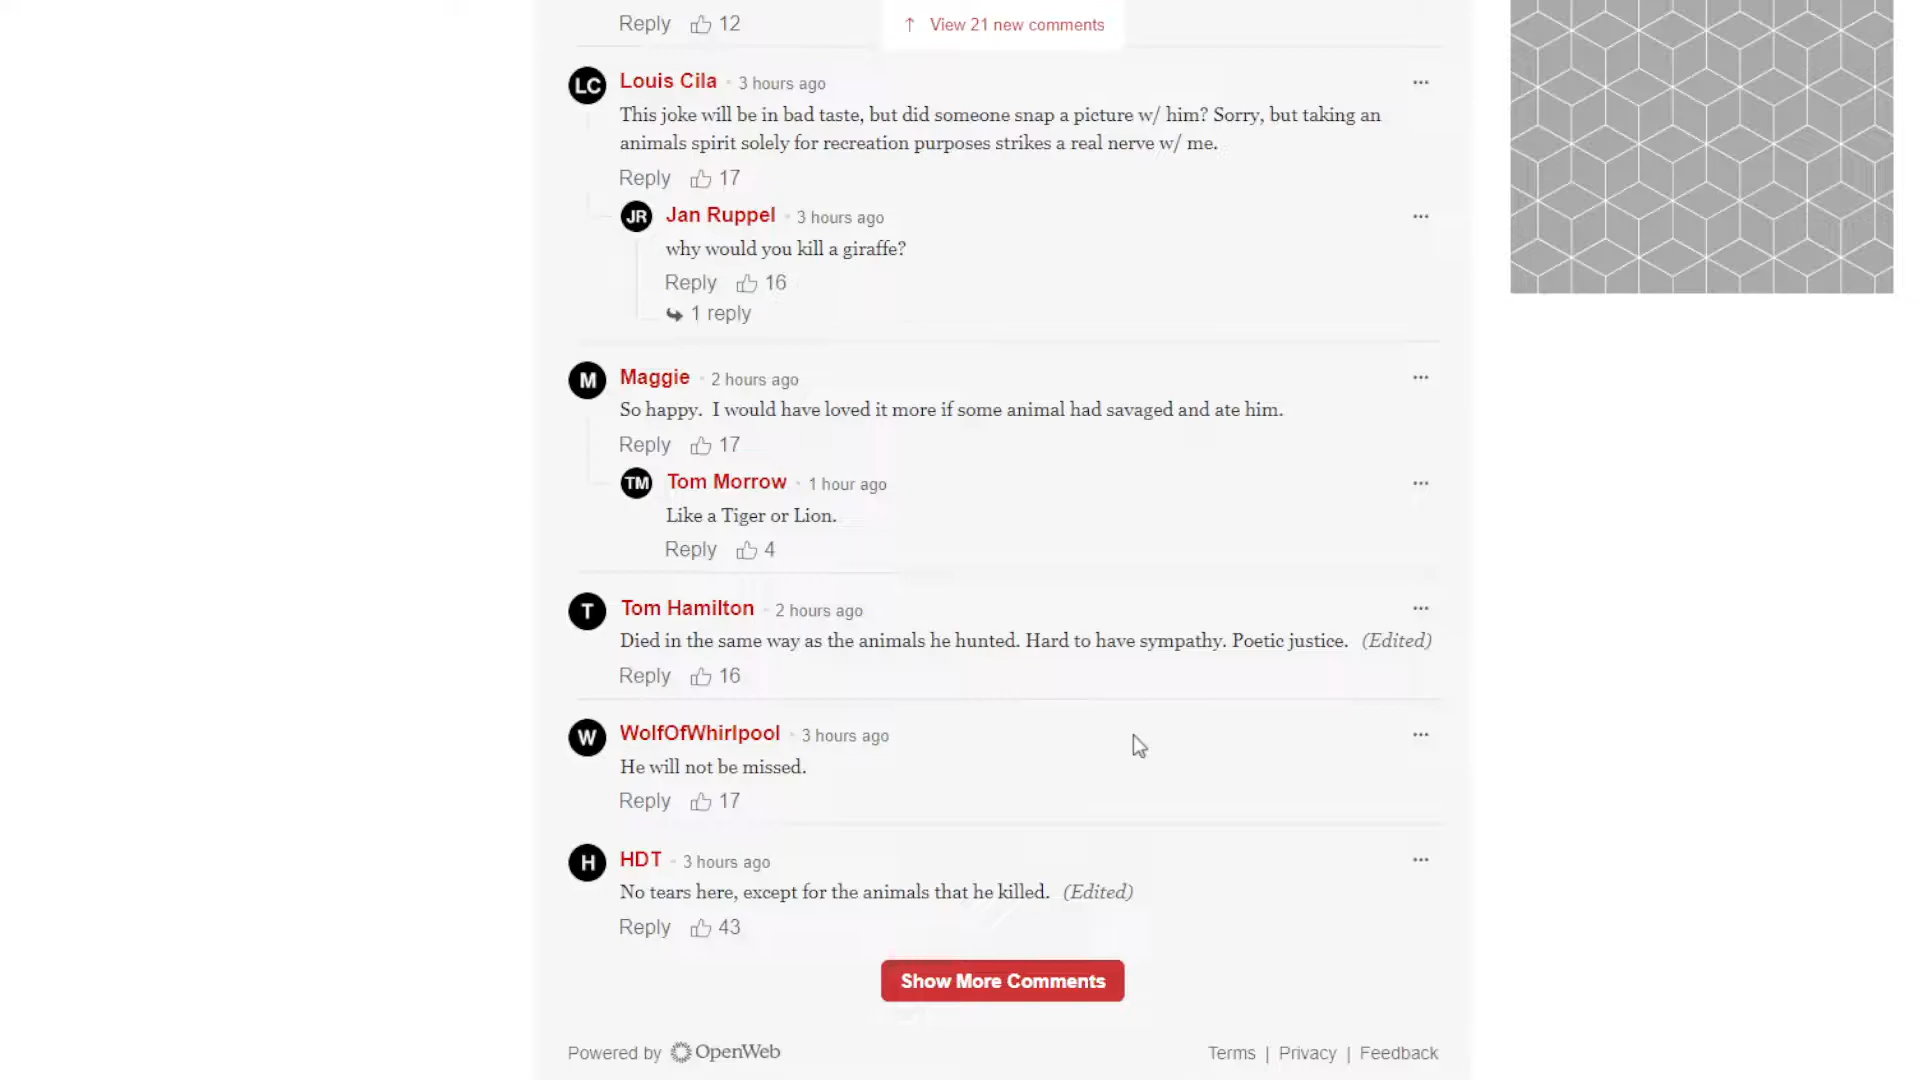 Reply 12
↑ View 21 new comments
LC Louis Cila · 3 hours ago
This joke will be in bad taste, but did someone snap a picture w/ him? Sorry, but taking an
animals spirit solely for recreation purposes strikes a real nerve w/ me.
Reply 17
JR Jan Ruppel · 3 hours ago
why would you kill a giraffe?
Reply 16
1 reply
M Maggie · 2 hours ago
So happy.  I would have loved it more if some animal had savaged and ate him.
Reply 17
TM Tom Morrow · 1 hour ago
Like a Tiger or Lion.
Reply 4
T Tom Hamilton · 2 hours ago
Died in the same way as the animals he hunted. Hard to have sympathy. Poetic justice. (Edited)
Reply 16
W WolfOfWhirlpool · 3 hours ago
He will not be missed.
Reply 17
H HDT · 3 hours ago
No tears here, except for the animals that he killed. (Edited)
Reply 43
Show More Comments
Powered by OpenWeb
Terms | Privacy | Feedback